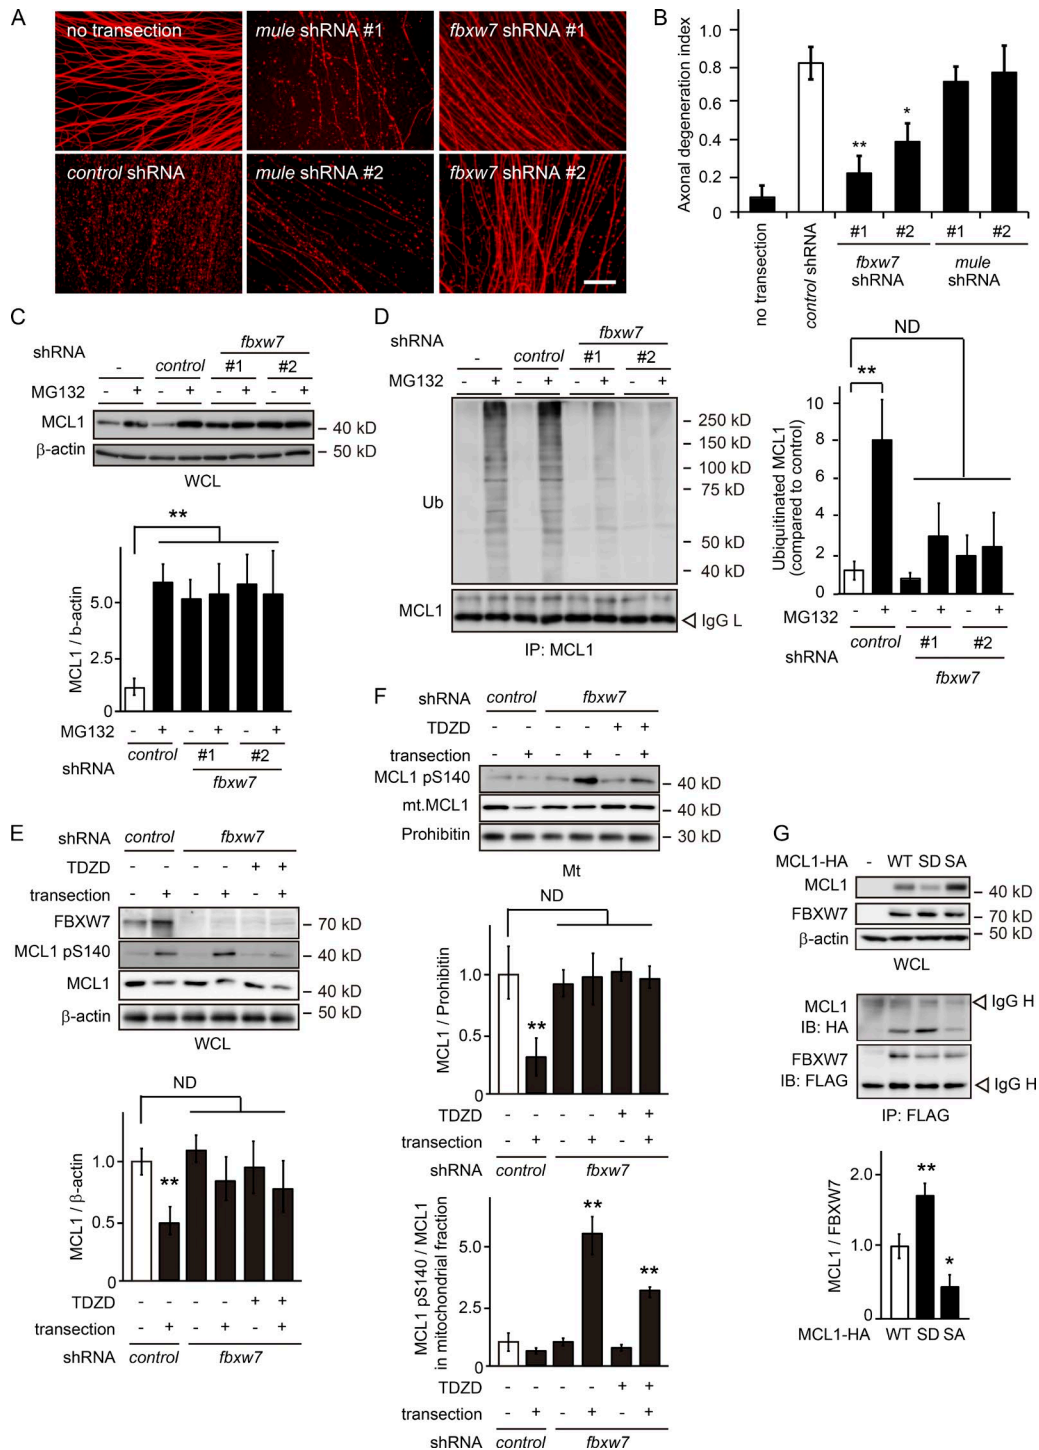 A
no transection
mule shRNA #1
fbxw7 shRNA #1
control shRNA
mule shRNA #2
fbxw7 shRNA #2
B
Axonal degeneration index
1.0
0.8
0.6
0.4
0.2
0
** *
no transection
control shRNA
#1 #2 #1 #2
fbxw7 shRNA
mule shRNA
C
fbxw7
shRNA - control #1 #2
MG132 - + - + - + - +
MCL1 - 40 kD
β-actin - 50 kD
WCL
**
MCL1 / b-actin
5.0
2.5
0
MG132 - + - + - +
control #1 #2
shRNA fbxw7
D
fbxw7
shRNA - control #1 #2
MG132 - + - + - + - +
Ub
- 250 kD
- 150 kD
- 100 kD
- 75 kD
- 50 kD
- 40 kD
MCL1 IgG L
IP: MCL1
ND
**
Ubiquitinated MCL1
(compared to control)
10
8
6
4
2
0
MG132 - + - + - +
control #1 #2
shRNA fbxw7
E
shRNA control fbxw7
TDZD - - - - + +
transection - + - + - +
FBXW7 - 70 kD
MCL1 pS140 - 40 kD
MCL1 - 40 kD
β-actin - 50 kD
WCL
ND
**
MCL1 / β-actin
1.0
0.5
0
TDZD - - - - + +
transection - + - + - +
shRNA control fbxw7
F
shRNA control fbxw7
TDZD - - - - + +
transection - + - + - +
MCL1 pS140 - 40 kD
mt.MCL1 - 40 kD
Prohibitin - 30 kD
Mt
ND
**
MCL1 / Prohibitin
1.0
0.5
0
TDZD - - - - + +
transection - + - + - +
shRNA control fbxw7
** **
MCL1 pS140 / MCL1
in mitochondrial fraction
5.0
2.5
0
TDZD - - - - + +
transection - + - + - +
shRNA control fbxw7
G
MCL1-HA - WT SD SA
MCL1 - 40 kD
FBXW7 - 70 kD
β-actin - 50 kD
WCL
MCL1
IB: HA
IgG H
FBXW7
IB: FLAG
IgG H
IP: FLAG
** *
MCL1 / FBXW7
2.0
1.0
0
MCL1-HA WT SD SA